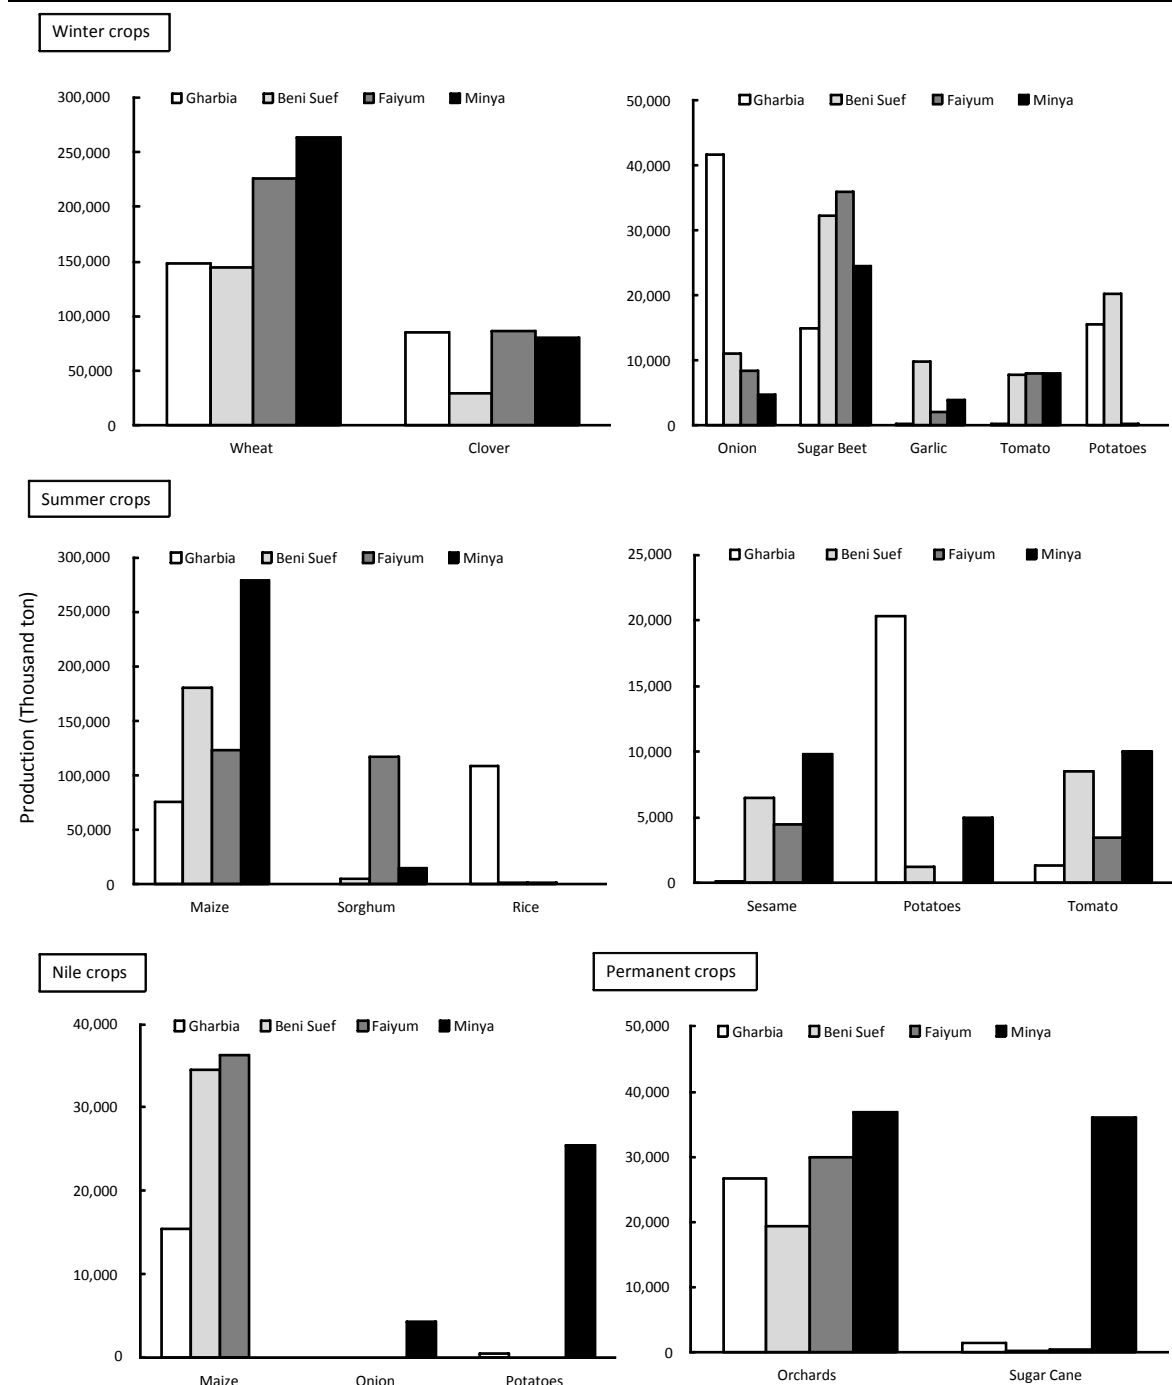 Winter crops
300,000
250,000
200,000
150,000
100,000
50,000
0
Gharbia Beni Suef Faiyum Minya
Wheat Clover
50,000
40,000
30,000
20,000
10,000
0
Gharbia Beni Suef Faiyum Minya
Onion Sugar Beet Garlic Tomato Potatoes
Summer crops
Production (Thousand ton)
300,000
250,000
200,000
150,000
100,000
50,000
0
Gharbia Beni Suef Faiyum Minya
Maize Sorghum Rice
25,000
20,000
15,000
10,000
5,000
0
Gharbia Beni Suef Faiyum Minya
Sesame Potatoes Tomato
Nile crops
40,000
30,000
20,000
10,000
0
Gharbia Beni Suef Faiyum Minya
Maize Onion Potatoes
Permanent crops
50,000
40,000
30,000
20,000
10,000
0
Gharbia Beni Suef Faiyum Minya
Orchards Sugar Cane